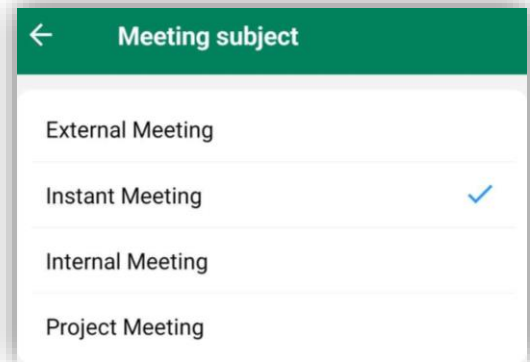 Meeting subject
External Meeting
Instant Meeting
Internal Meeting
Project Meeting